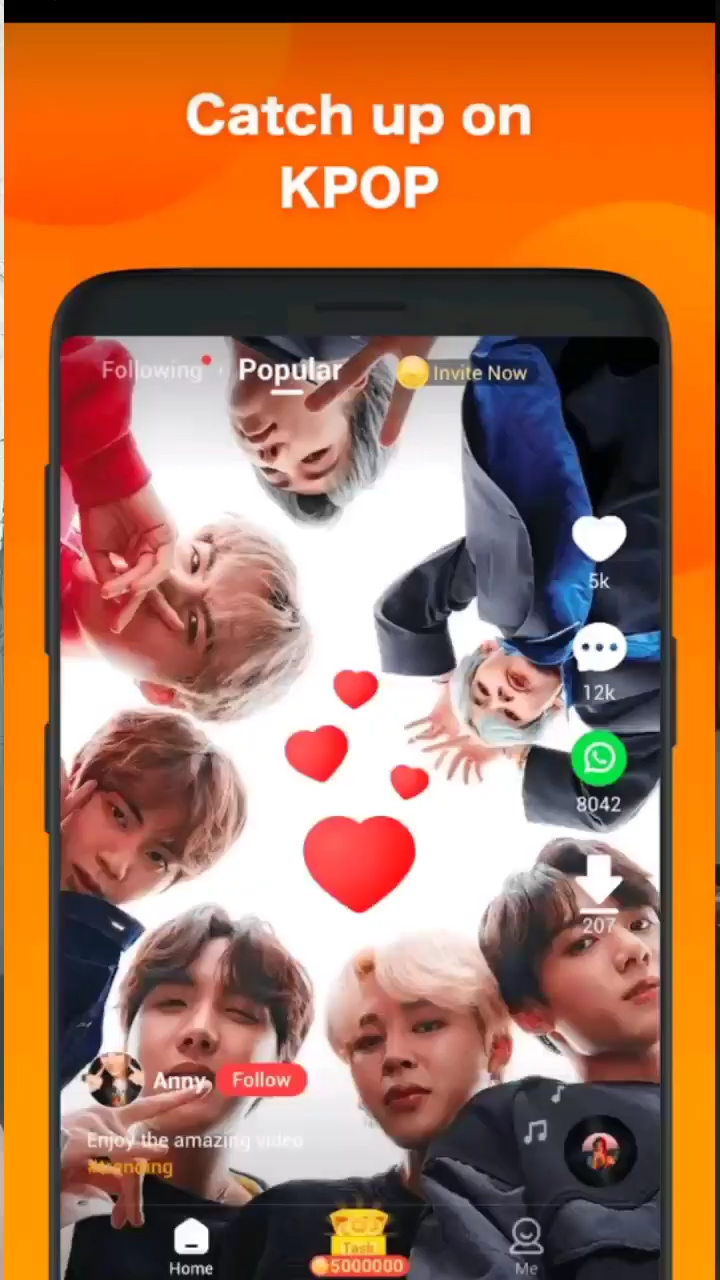 Catch up on
KPOP
Following Popular Invite Now
5k
12k
8042
207
Anny Follow
Enjoy the amazing video
#trending
Task
5000000
Home Me